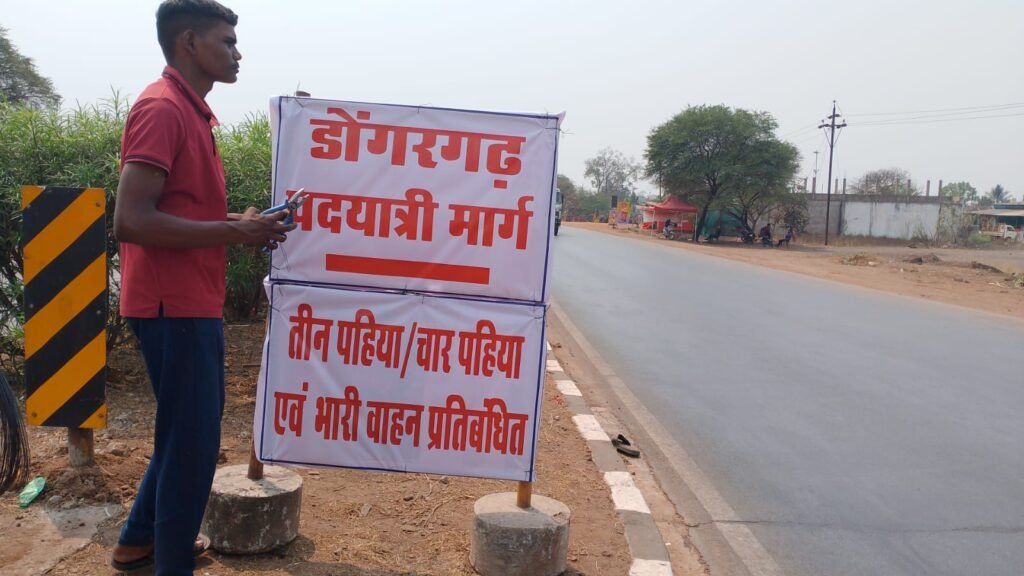 डोंगरगढ़
पदयात्री मार्ग
तीन पहिया/चार पहिया
एवं भारी वाहन प्रतिबंधित